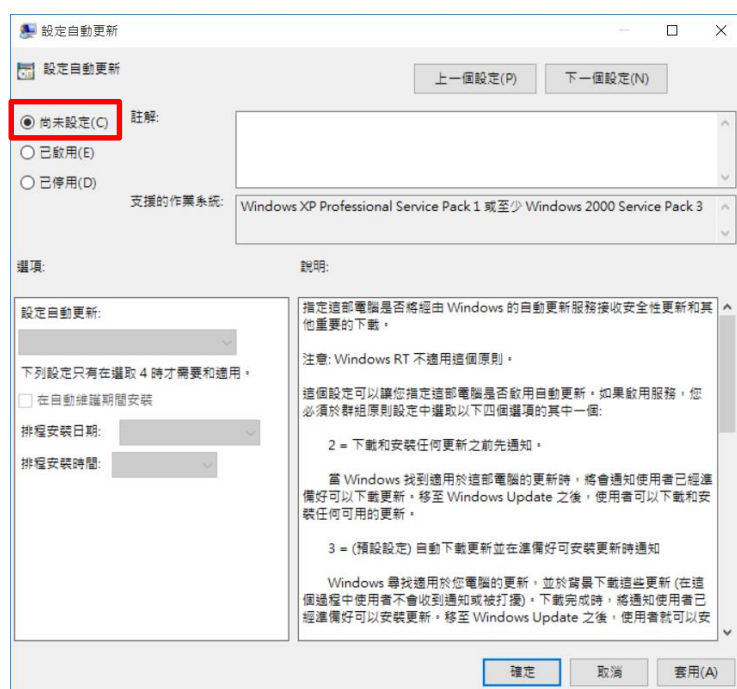 設定自動更新
設定自動更新
上一個設定(P)
下一個設定(N)
尚未設定(C)
註解:
已啟用(E)
已停用(D)
支援的作業系統:
Windows XP Professional Service Pack 1 或至少 Windows 2000 Service Pack 3
選項:
說明:
設定自動更新:
下列設定只有在選取 4 時才需要和適用。
在自動維護期間安裝
排程安裝日期:
排程安裝時間:
指定這部電腦是否將經由 Windows 的自動更新服務接收安全性更新和其
他重要的下載。
注意: Windows RT 不適用這個原則。
這個設定可以讓您指定這部電腦是否啟用自動更新。如果啟用服務，您
必須於群組原則設定中選取以下四個選項的其中一個:
2 = 下載和安裝任何更新之前先通知。
當 Windows 找到適用於這部電腦的更新時，將會通知使用者已經準
備好可以下載更新。移至 Windows Update 之後，使用者可以下載和安
裝任何可用的更新。
3 = (預設設定) 自動下載更新並在準備好可安裝更新時通知
Windows 尋找適用於您電腦的更新，並於背景下載這些更新 (在這
個過程中使用者不會收到通知或被打擾)。下載完成時，將通知使用者已
經準備好可以安裝更新。移至 Windows Update 之後，使用者就可以安
確定
取消
套用(A)